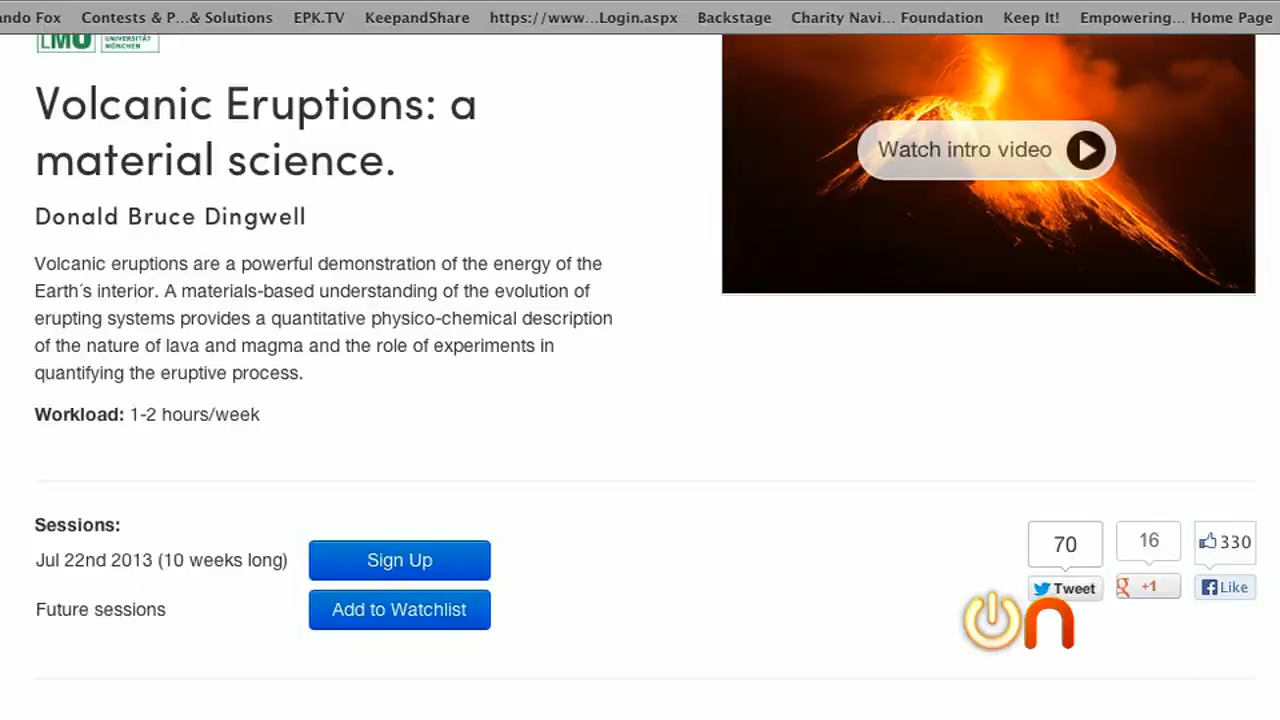 ando Fox Contests & P...& Solutions EPK.TV KeepandShare https://www...Login.aspx Backstage Charity Navi... Foundation Keep It! Empowering... Home Page
LMU UNIVERSITÄT
MÜNCHEN
Volcanic Eruptions: a
material science.
Donald Bruce Dingwell
Volcanic eruptions are a powerful demonstration of the energy of the
Earth´s interior. A materials-based understanding of the evolution of
erupting systems provides a quantitative physico-chemical description
of the nature of lava and magma and the role of experiments in
quantifying the eruptive process.
Workload: 1-2 hours/week
Watch intro video
Sessions:
Jul 22nd 2013 (10 weeks long) Sign Up
Future sessions Add to Watchlist
70 16 330
Tweet g +1 Like
on